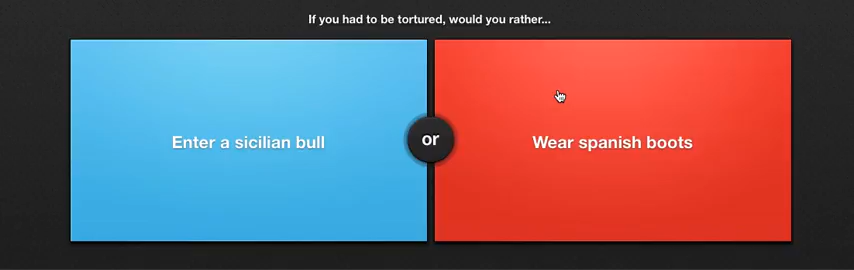 If you had to be tortured, would you rather...
Enter a sicilian bull
or
Wear spanish boots